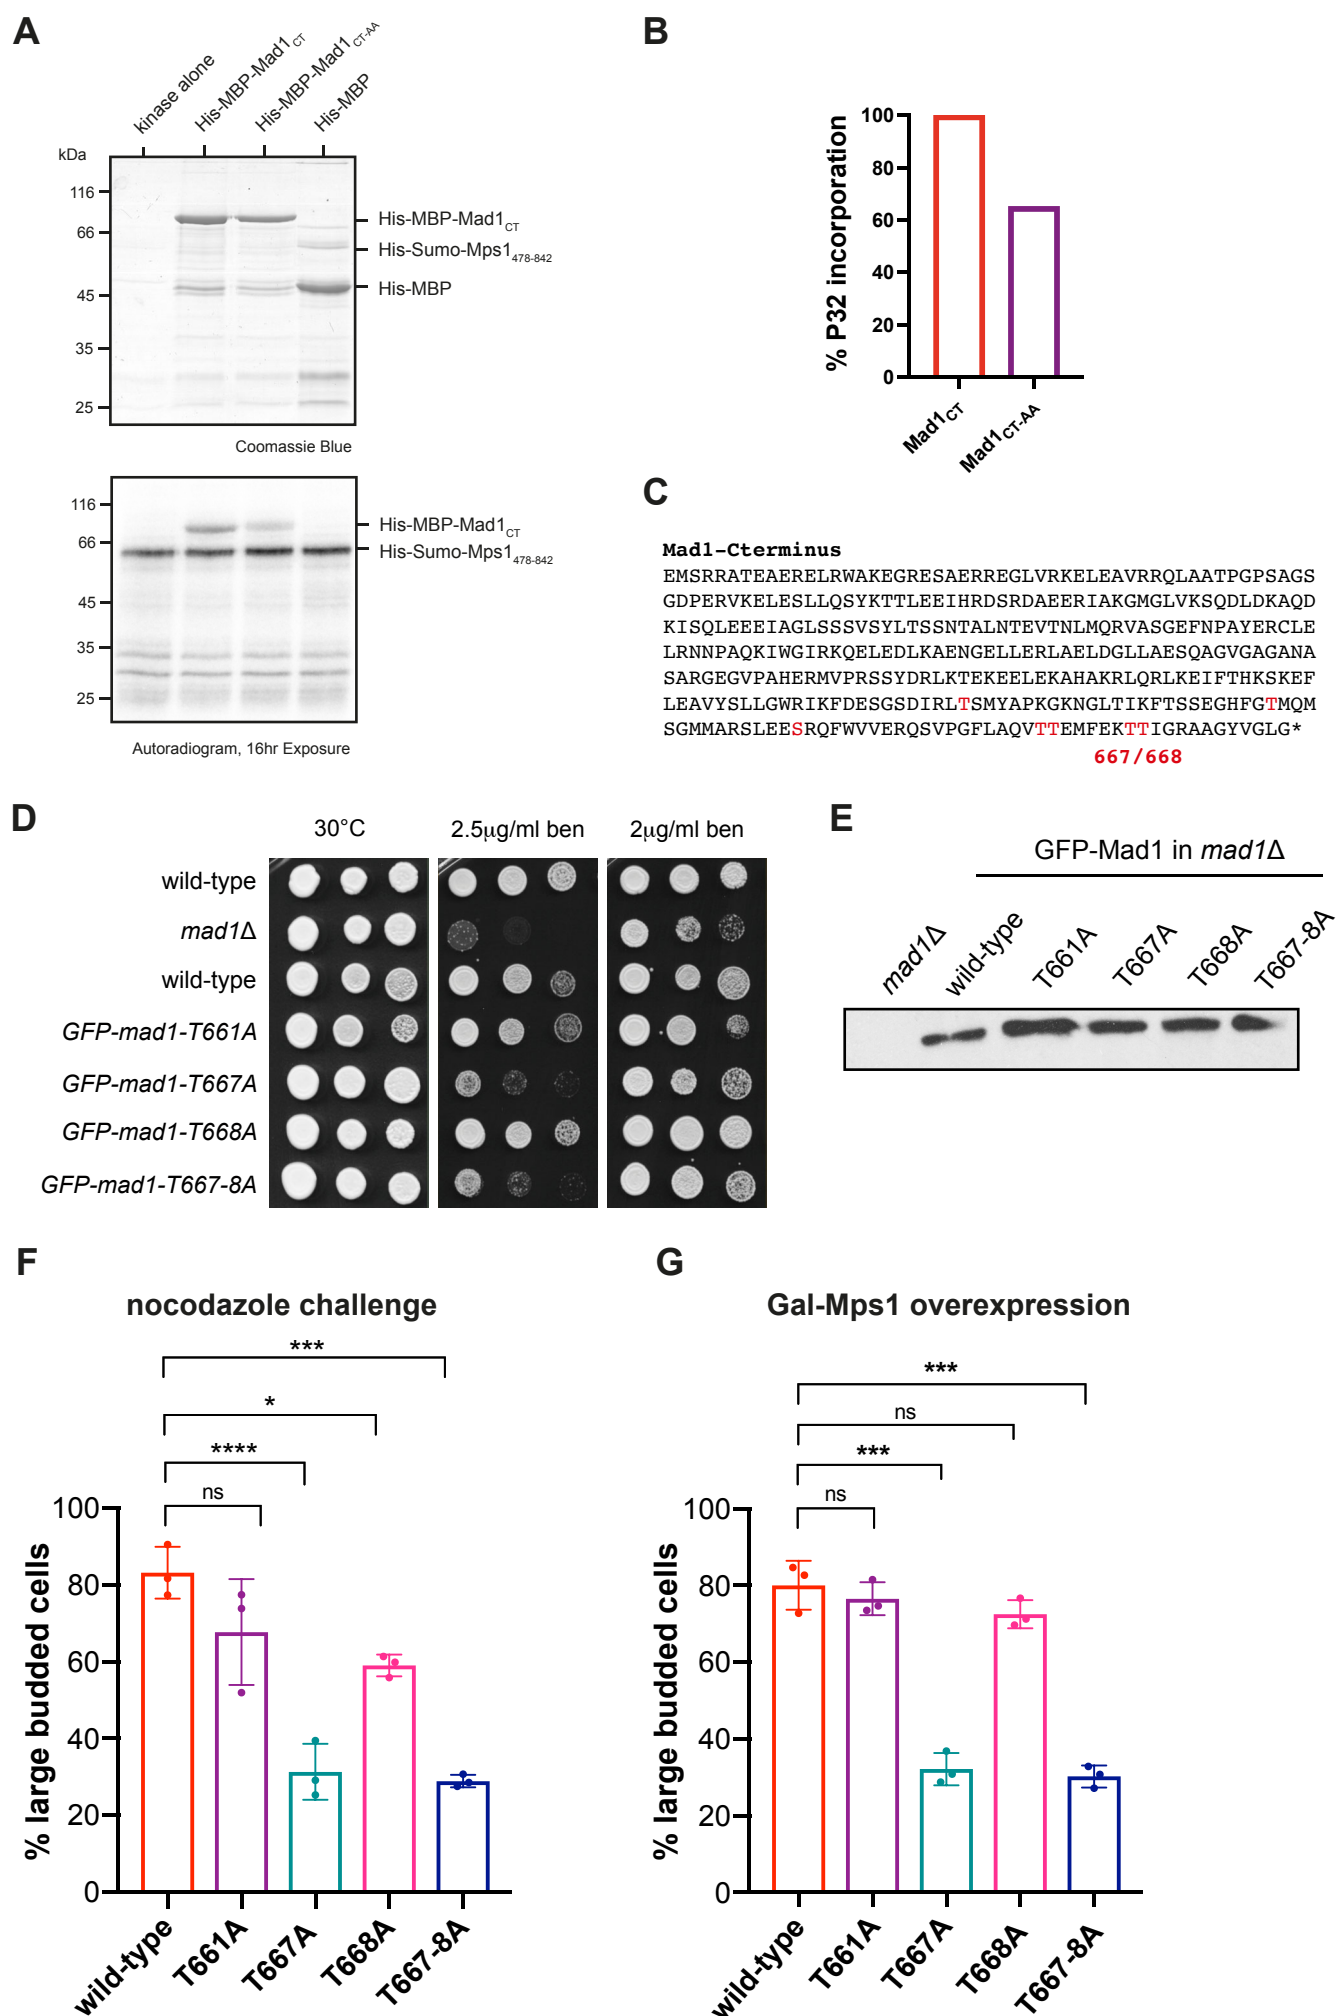 A
kinase alone
His-MBP-Mad1CT
His-MBP-Mad1CT-AA
His-MBP
kDa
116
66
45
35
25
His-MBP-Mad1CT
His-Sumo-Mps1478-842
His-MBP
Coomassie Blue
116
66
45
35
25
His-MBP-Mad1CT
His-Sumo-Mps1478-842
Autoradiogram, 16hr Exposure
B
% P32 incorporation
100
80
60
40
20
0
Mad1CT
Mad1CT-AA
C
Mad1-Cterminus
EMSRRATEAERELRWAKEGRESAERREGLVRKELEAVRRQLAATPGPSAGS
GDPERVKELESLLQSYKTTLEEIHRDSRDAEERIAKGMGLVKSQDLDKAQD
KISQLEEEIAGLSSSVSYLTSSNTALNTEVTNLMQRVASGEFNPAYERCLE
LRNNPAQKIWGIRKQELEDLKAENGELLERLAELDGLLAESQAGVGAGANA
SARGEGVPAHERMVPRSSYDRLKTEKEELEKAHAKRLQRLKEIFTHKSKEF
LEAVYSLLGWRIKFDESGSDIRLTSMYAPKGKNGLTIKFTSSEGHFGTMQM
SGMMARSLEESRQFWVVERQSVPGFLAQVTTEMFEKTTIGRAAGYVGLG*
667/668
D
30°C
2.5µg/ml ben
2µg/ml ben
wild-type
mad1Δ
wild-type
GFP-mad1-T661A
GFP-mad1-T667A
GFP-mad1-T668A
GFP-mad1-T667-8A
E
GFP-Mad1 in mad1Δ
mad1Δ
wild-type
T661A
T667A
T668A
T667-8A
F
nocodazole challenge
***
*
****
ns
% large budded cells
100
80
60
40
20
0
wild-type
T661A
T667A
T668A
T667-8A
G
Gal-Mps1 overexpression
***
ns
***
ns
% large budded cells
100
80
60
40
20
0
wild-type
T661A
T667A
T668A
T667-8A